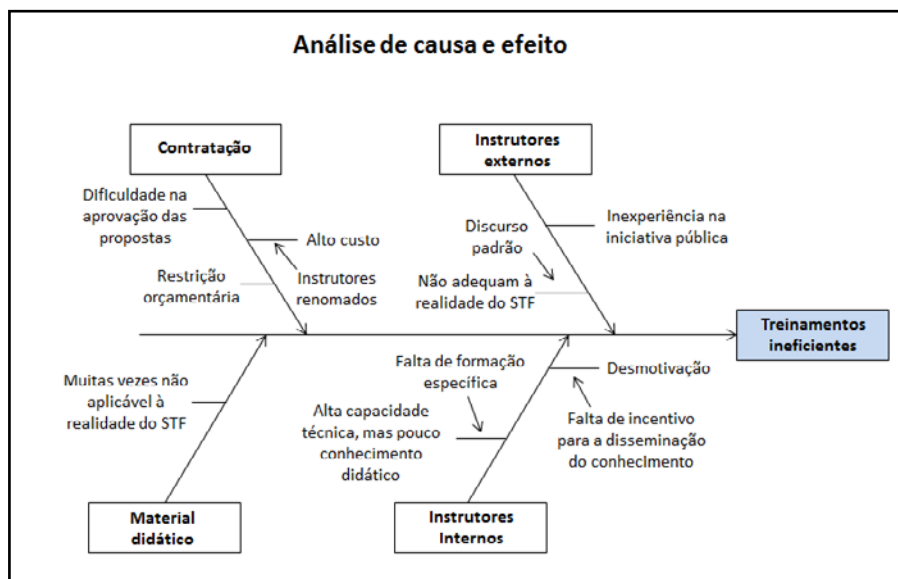 Análise de causa e efeito
Contratação
Instrutores
externos
Dificuldade na
aprovação das
propostas
Alto custo
Instrutores
renomados
Restrição
orçamentária
Discurso
padrão
Não adequam à
realidade do STF
Inexperiência na
iniciativa pública
Treinamentos
ineficientes
Muitas vezes não
aplicável à
realidade do STF
Falta de formação
específica
Alta capacidade
técnica, mas pouco
conhecimento
didático
Desmotivação
Falta de incentivo
para a disseminação
do conhecimento
Material
didático
Instrutores
Internos